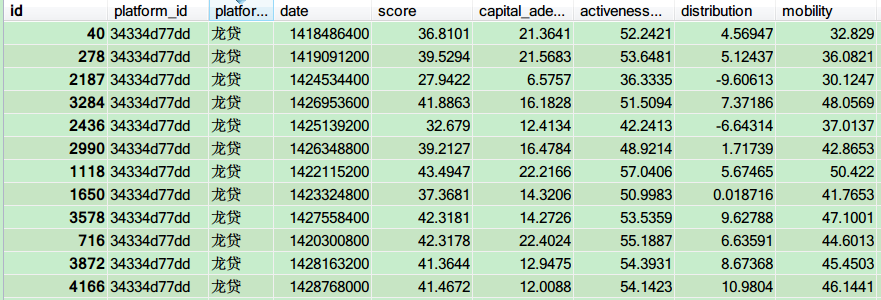 id platform_id platfor... date score capital_ade... activeness... distribution mobility
40 34334d77dd 龙贷 1418486400 36.8101 21.3641 52.2421 4.56947 32.829
278 34334d77dd 龙贷 1419091200 39.5294 21.5683 53.6481 5.12437 36.0821
2187 34334d77dd 龙贷 1424534400 27.9422 6.5757 36.3335 -9.60613 30.1247
3284 34334d77dd 龙贷 1426953600 41.8863 16.1828 51.5094 7.37186 48.0569
2436 34334d77dd 龙贷 1425139200 32.679 12.4134 42.2413 -6.64314 37.0137
2990 34334d77dd 龙贷 1426348800 39.2127 16.4784 48.9214 1.71739 42.8653
1118 34334d77dd 龙贷 1422115200 43.4947 22.2166 57.0406 5.67465 50.422
1650 34334d77dd 龙贷 1423324800 37.3681 14.3206 50.9983 0.018716 41.7653
3578 34334d77dd 龙贷 1427558400 42.3181 14.2726 53.5359 9.62788 47.1001
716 34334d77dd 龙贷 1420300800 42.3178 22.4024 55.1887 6.63591 44.6013
3872 34334d77dd 龙贷 1428163200 41.3644 12.9475 54.3931 8.67368 45.4503
4166 34334d77dd 龙贷 1428768000 41.4672 12.0088 54.1423 10.9804 46.1441